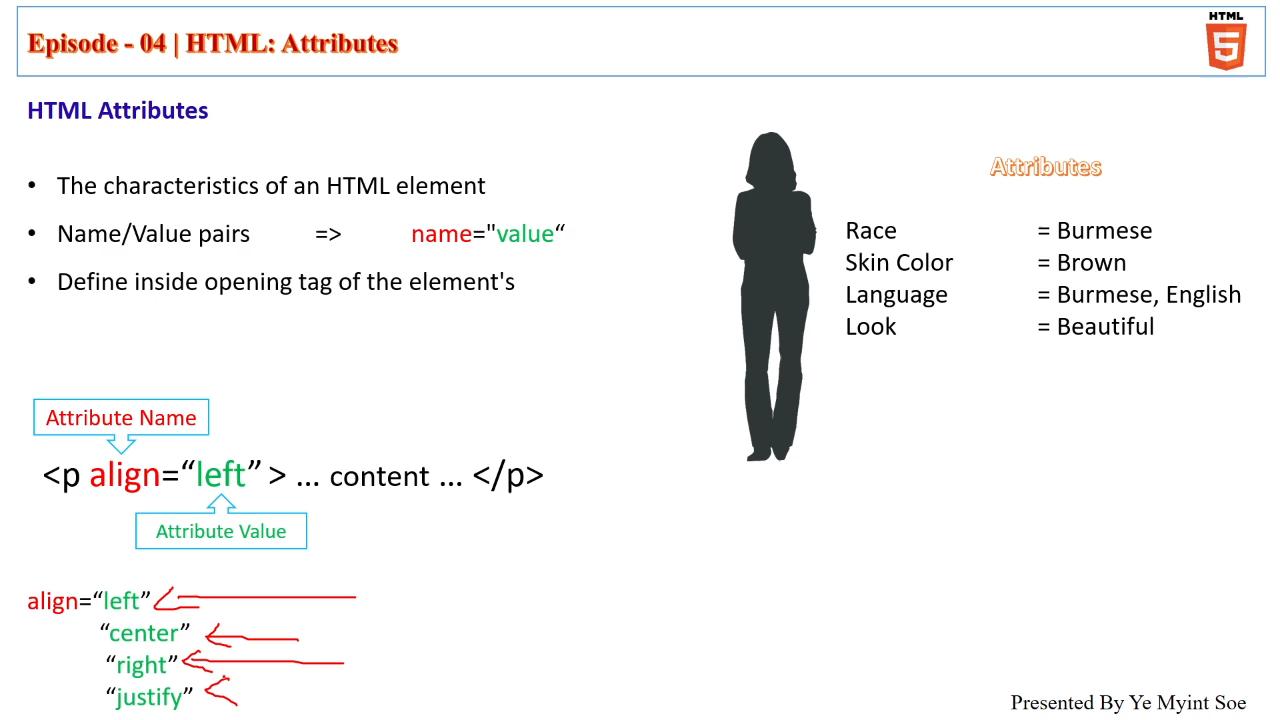 Episode - 04 | HTML: Attributes
HTML
5
HTML Attributes
• The characteristics of an HTML element
• Name/Value pairs => name="value“
• Define inside opening tag of the element's
Attribute Name
<p align=“left” > ... content ... </p>
Attribute Value
align=“left”
“center”
“right”
“justify”
Attributes
Race = Burmese
Skin Color = Brown
Language = Burmese, English
Look = Beautiful
Presented By Ye Myint Soe